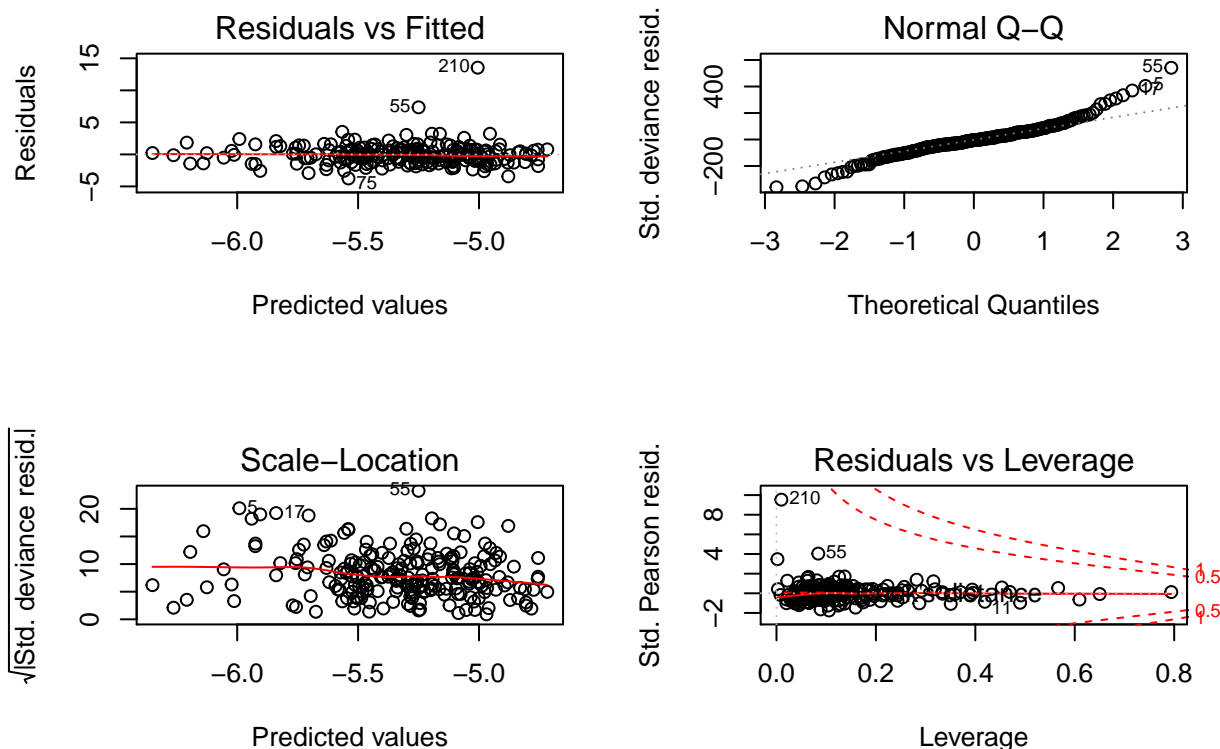 Residuals vs Fitted
Residuals
15
5
−5
210
55
75
−6.0 −5.5 −5.0
Predicted values
Normal Q−Q
Std. deviance resid.
400
−200
55
5
17
−3 −2 −1 0 1 2 3
Theoretical Quantiles
Scale−Location
√|Std. deviance resid.|
20
10
0
5
17
55
−6.0 −5.5 −5.0
Predicted values
Residuals vs Leverage
Std. Pearson resid.
8
4
−2
210
55
11
1
0.5
0.5
1
0.0 0.2 0.4 0.6 0.8
Leverage